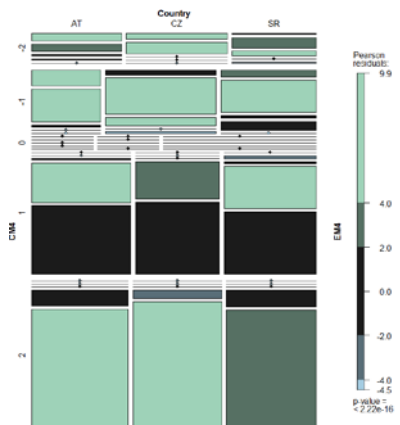 Country
AT CZ SR
Pearson
residuals:
9.9
4.0
2.0
0.0
-2.0
-4.0
-4.5
p-value =
< 2.22e-16
CM4
-2
-1
0
1
2
EM4